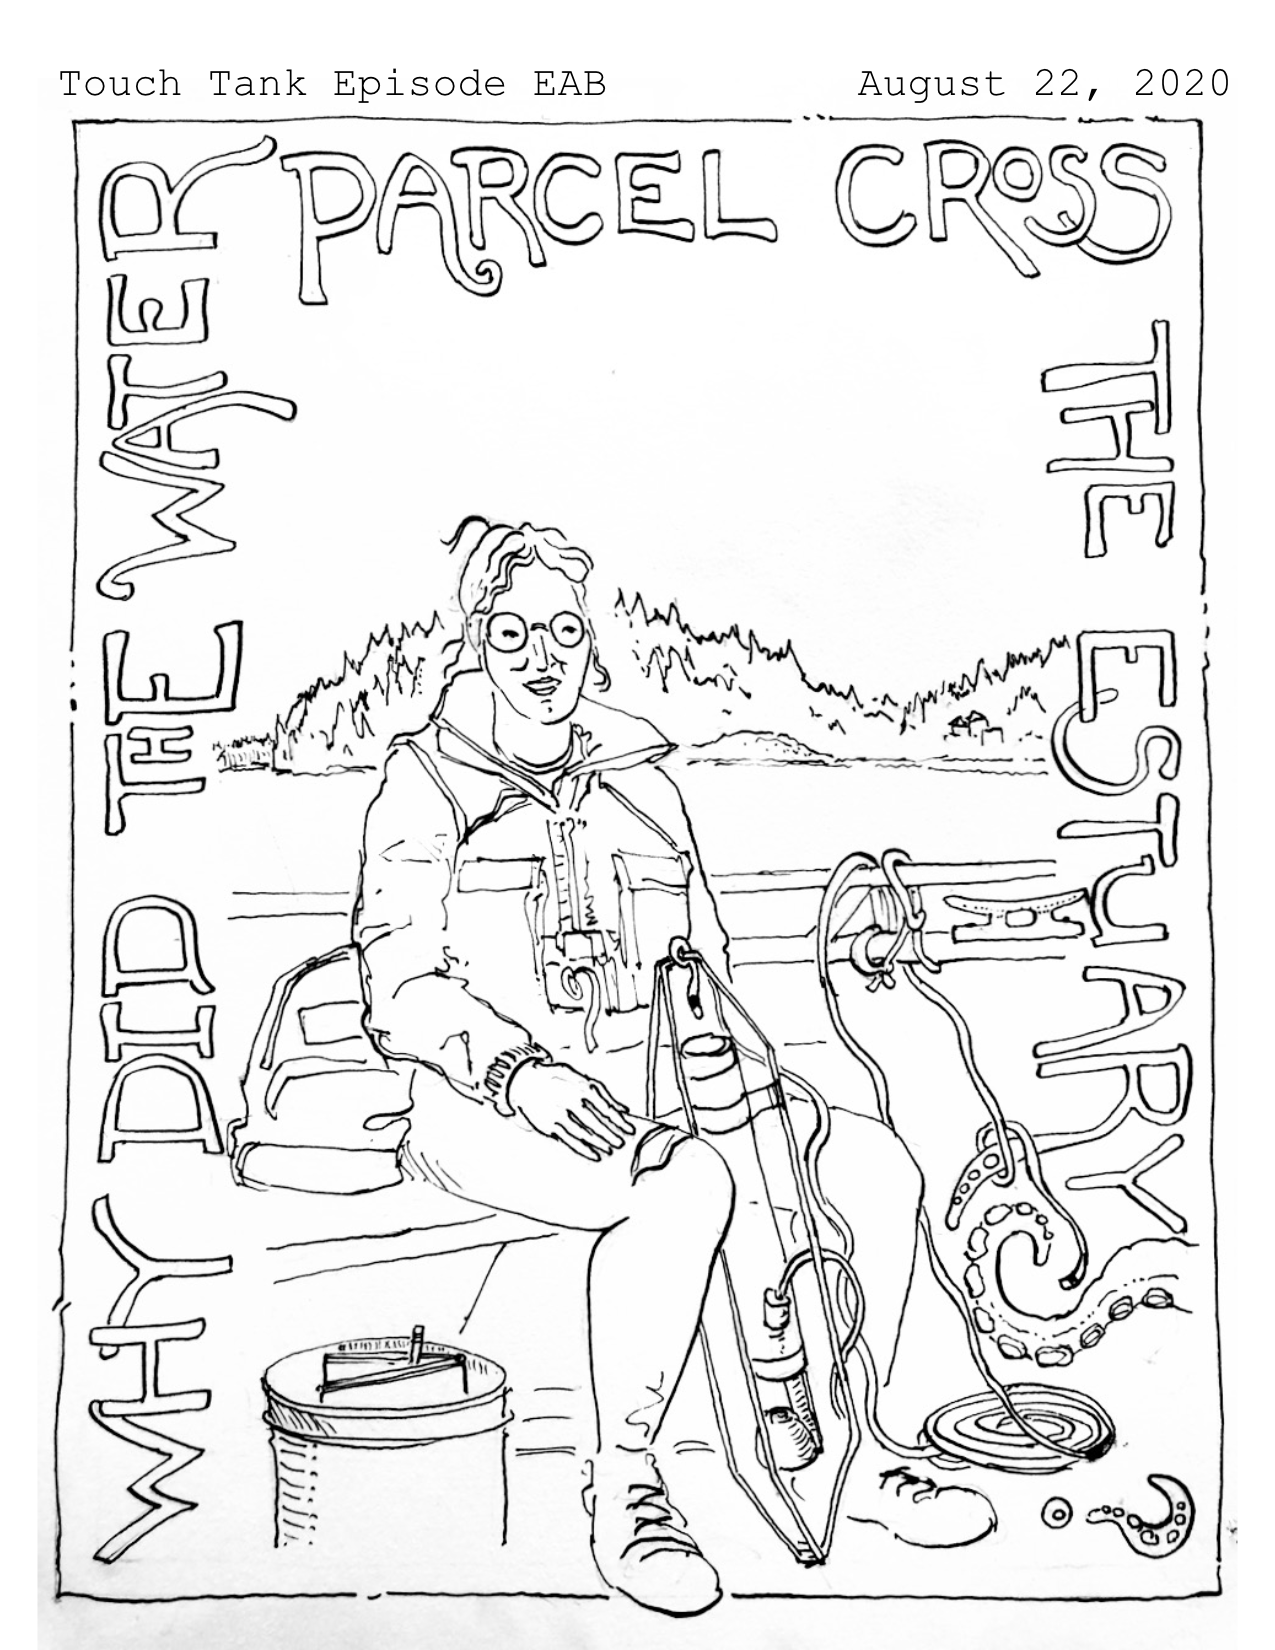 Touch Tank Episode EAB
August 22, 2020
WHY DID THE WATER
PARCEL CROSS
THE ESTUARY
?